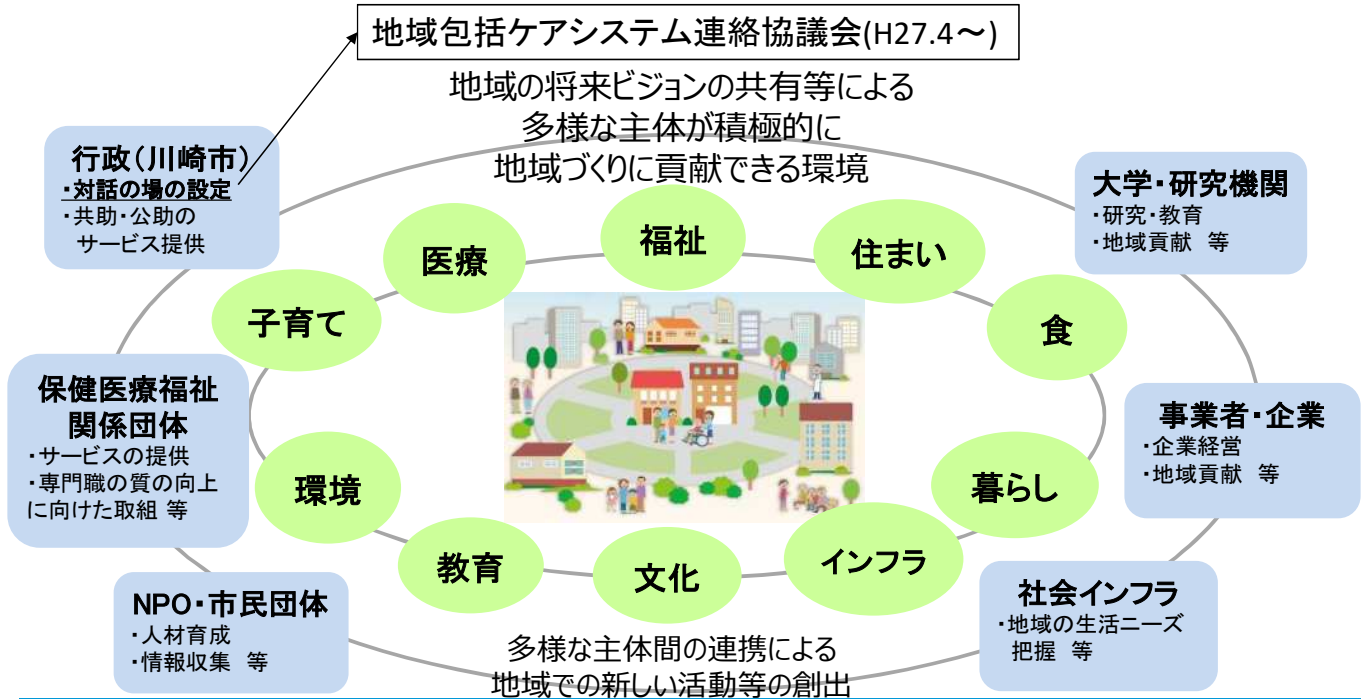 地域包括ケアシステム連絡協議会(H27.4～)
地域の将来ビジョンの共有等による
多様な主体が積極的に
地域づくりに貢献できる環境
行政(川崎市)
・対話の場の設定
・共助・公助の
サービス提供
大学・研究機関
・研究・教育
・地域貢献 等
福祉
医療
住まい
子育て
食
保健医療福祉
関係団体
・サービスの提供
・専門職の質の向上
に向けた取組 等
事業者・企業
・企業経営
・地域貢献 等
環境
暮らし
教育
文化
インフラ
NPO・市民団体
・人材育成
・情報収集 等
社会インフラ
・地域の生活ニーズ
把握 等
多様な主体間の連携による
地域での新しい活動等の創出